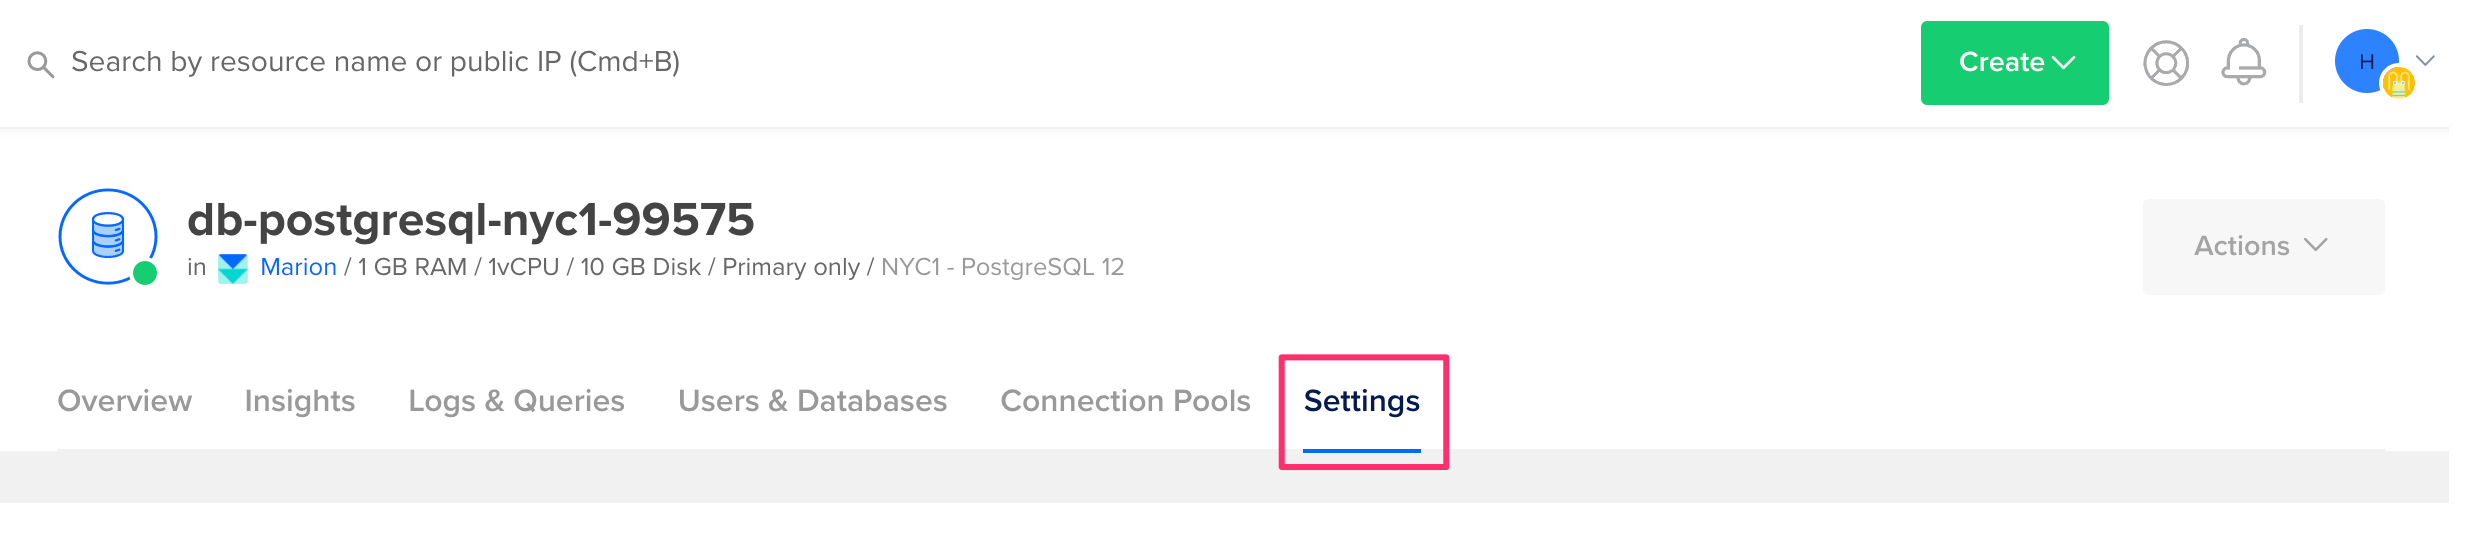 Search by resource name or public IP (Cmd+B)
Create
H
db-postgresql-nyc1-99575
in Marion / 1 GB RAM / 1vCPU / 10 GB Disk / Primary only / NYC1 - PostgreSQL 12
Actions
Overview Insights Logs & Queries Users & Databases Connection Pools Settings